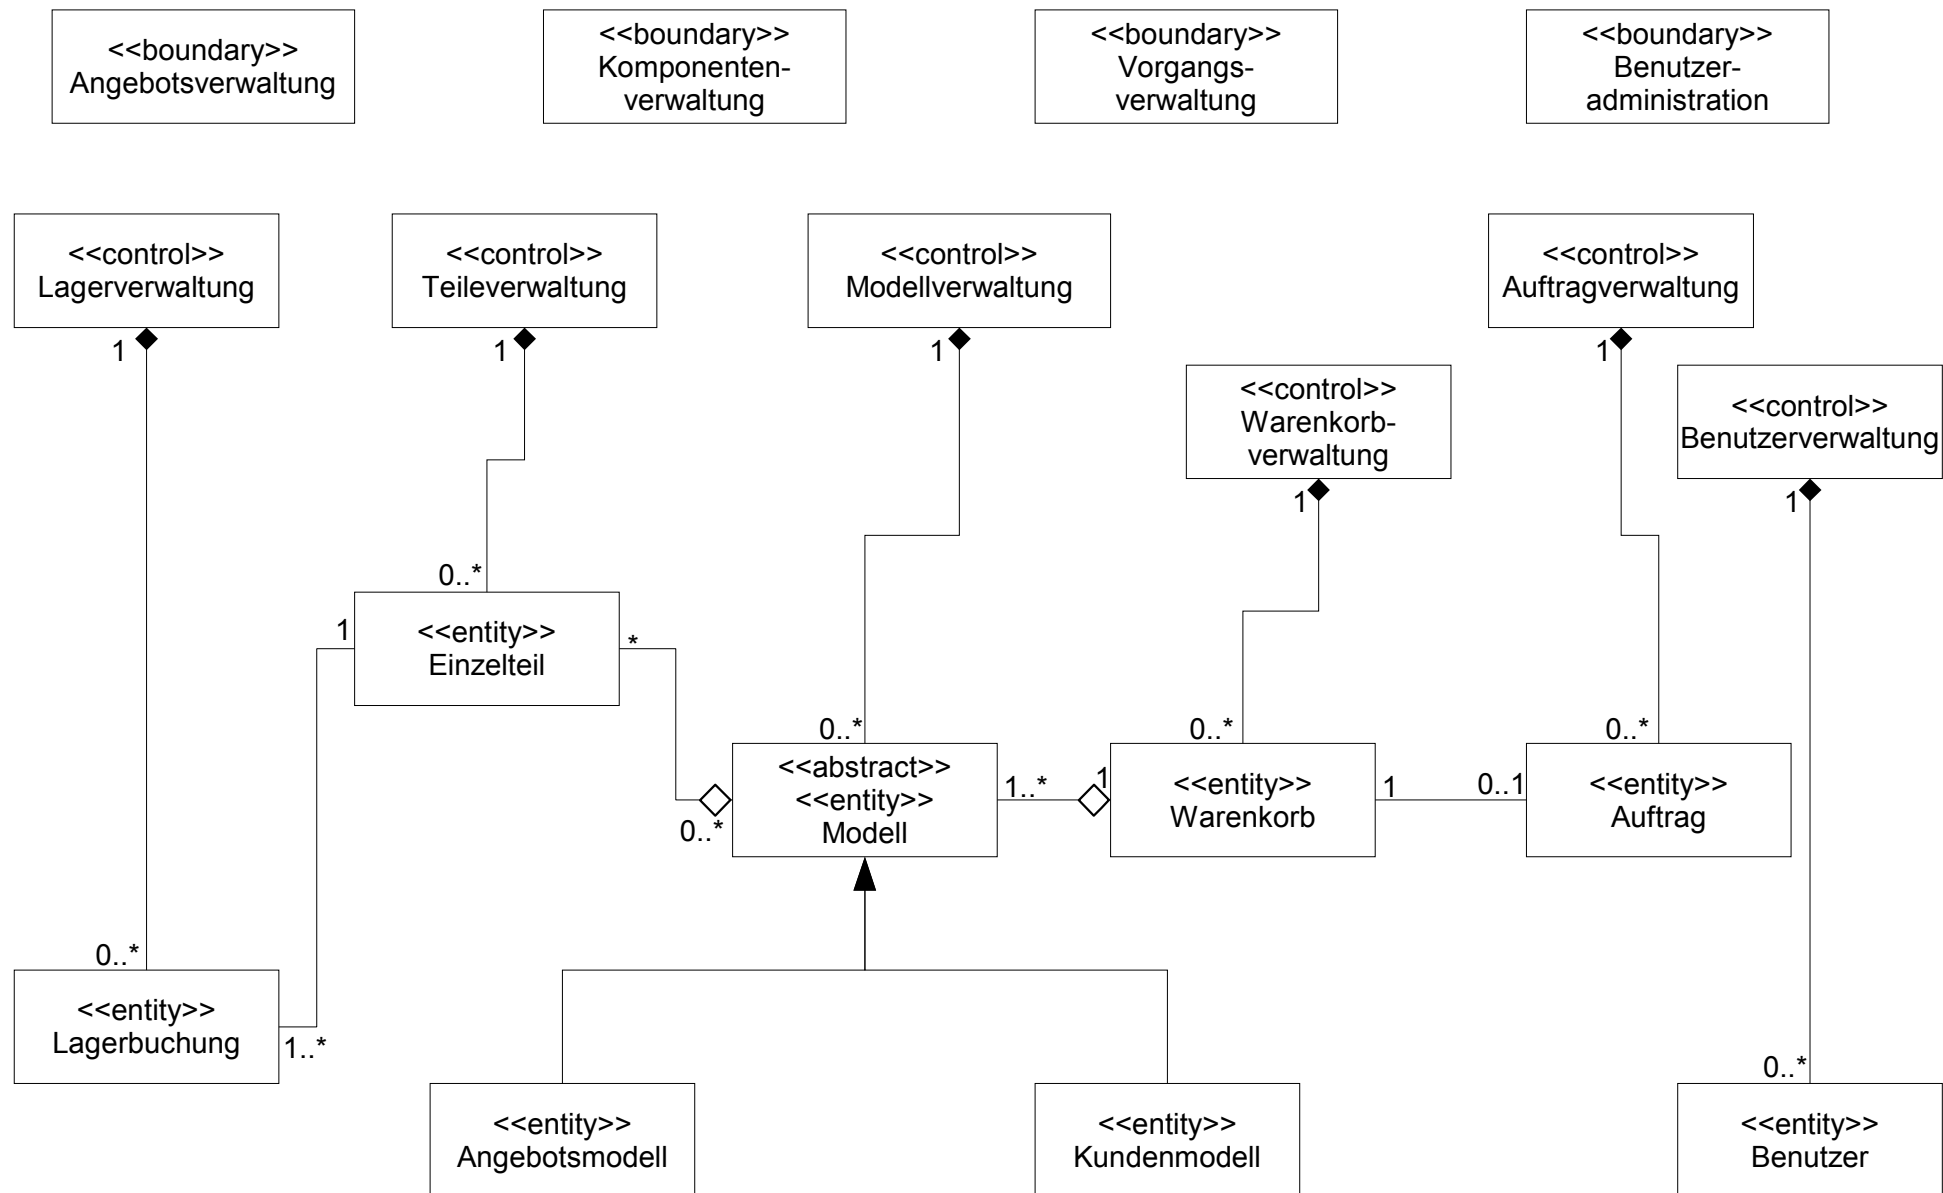 <<boundary>>
Angebotsverwaltung
<<boundary>>
Komponenten-
verwaltung
<<boundary>>
Vorgangs-
verwaltung
<<boundary>>
Benutzer-
administration
<<control>>
Lagerverwaltung
1
<<control>>
Teileverwaltung
1
<<control>>
Modellverwaltung
1
<<control>>
Auftragverwaltung
1
<<control>>
Warenkorb-
verwaltung
1
<<control>>
Benutzerverwaltung
1
0..*
1
<<entity>>
Einzelteil
*
0..*
0..*
<<abstract>>
<<entity>>
Modell
1..*
1
0..*
<<entity>>
Warenkorb
1
0..1
0..*
<<entity>>
Auftrag
0..*
<<entity>>
Lagerbuchung
1..*
<<entity>>
Angebotsmodell
<<entity>>
Kundenmodell
0..*
<<entity>>
Benutzer